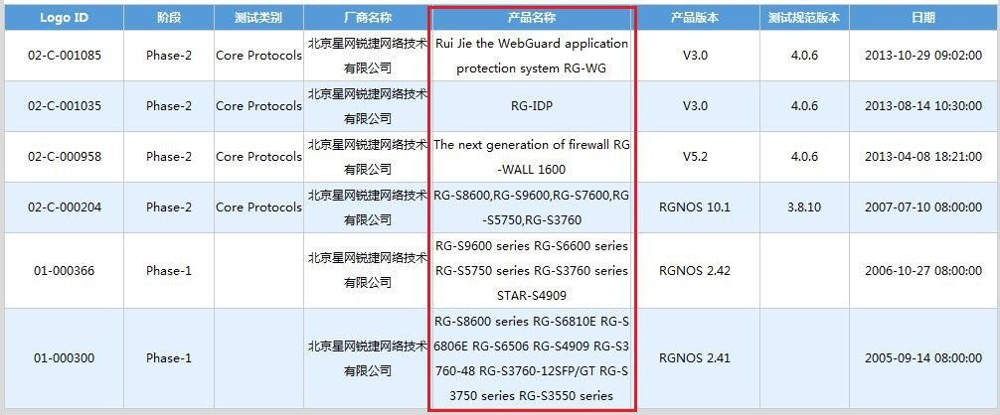 Logo ID 阶段 测试类别 厂商名称 产品名称 产品版本 测试规范版本 日期
02-C-001085 Phase-2 Core Protocols 北京星网锐捷网络技术 Rui Jie the WebGuard application V3.0 4.0.6 2013-10-29 09:02:00
有限公司 protection system RG-WG
02-C-001035 Phase-2 Core Protocols 北京星网锐捷网络技术 RG-IDP V3.0 4.0.6 2013-08-14 10:30:00
有限公司
02-C-000958 Phase-2 Core Protocols 北京星网锐捷网络技术 The next generation of firewall RG V5.2 4.0.6 2013-04-08 18:21:00
有限公司 -WALL 1600
02-C-000204 Phase-2 Core Protocols 北京星网锐捷网络技术 RG-S8600,RG-S9600,RG-S7600,RG RGNOS 10.1 3.8.10 2007-07-10 08:00:00
有限公司 -S5750,RG-S3760
01-000366 Phase-1 北京星网锐捷网络技术 RG-S9600 series RG-S6600 series RGNOS 2.42 2006-10-27 08:00:00
有限公司 RG-S5750 series RG-S3760 series
STAR-S4909
01-000300 Phase-1 北京星网锐捷网络技术 RG-S8600 series RG-S6810E RG-S RGNOS 2.41 2005-09-14 08:00:00
有限公司 6806E RG-S6506 RG-S4909 RG-S3
760-48 RG-S3760-12SFP/GT RG-S
3750 series RG-S3550 series